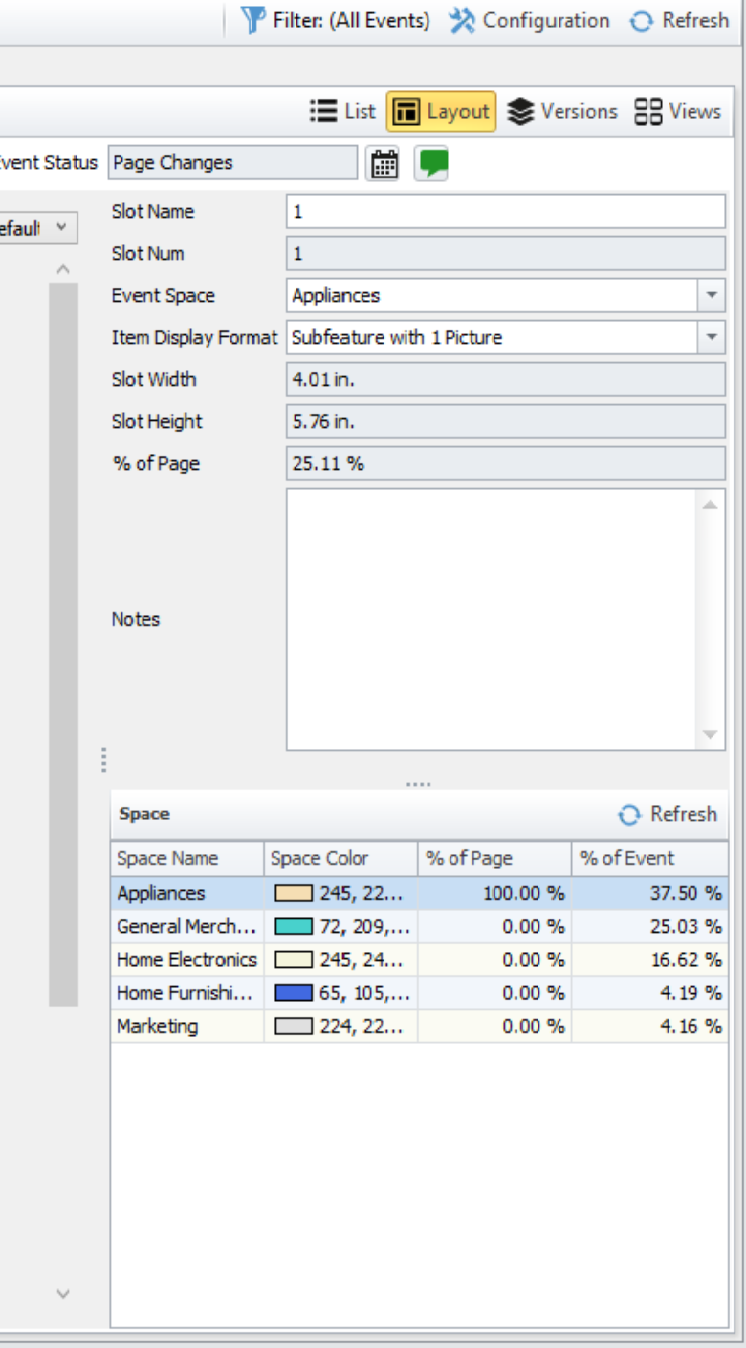 Filter: (All Events) Configuration Refresh
List Layout Versions Views
Event Status Page Changes
Slot Name 1
efault
Slot Num 1
Event Space Appliances
Item Display Format Subfeature with 1 Picture
Slot Width 4.01 in.
Slot Height 5.76 in.
% of Page 25.11 %
Notes
Space Refresh
Space Name Space Color % of Page % of Event
Appliances 245, 22... 100.00 % 37.50 %
General Merch... 72, 209,... 0.00 % 25.03 %
Home Electronics 245, 24... 0.00 % 16.62 %
Home Furnishi... 65, 105,... 0.00 % 4.19 %
Marketing 224, 22... 0.00 % 4.16 %